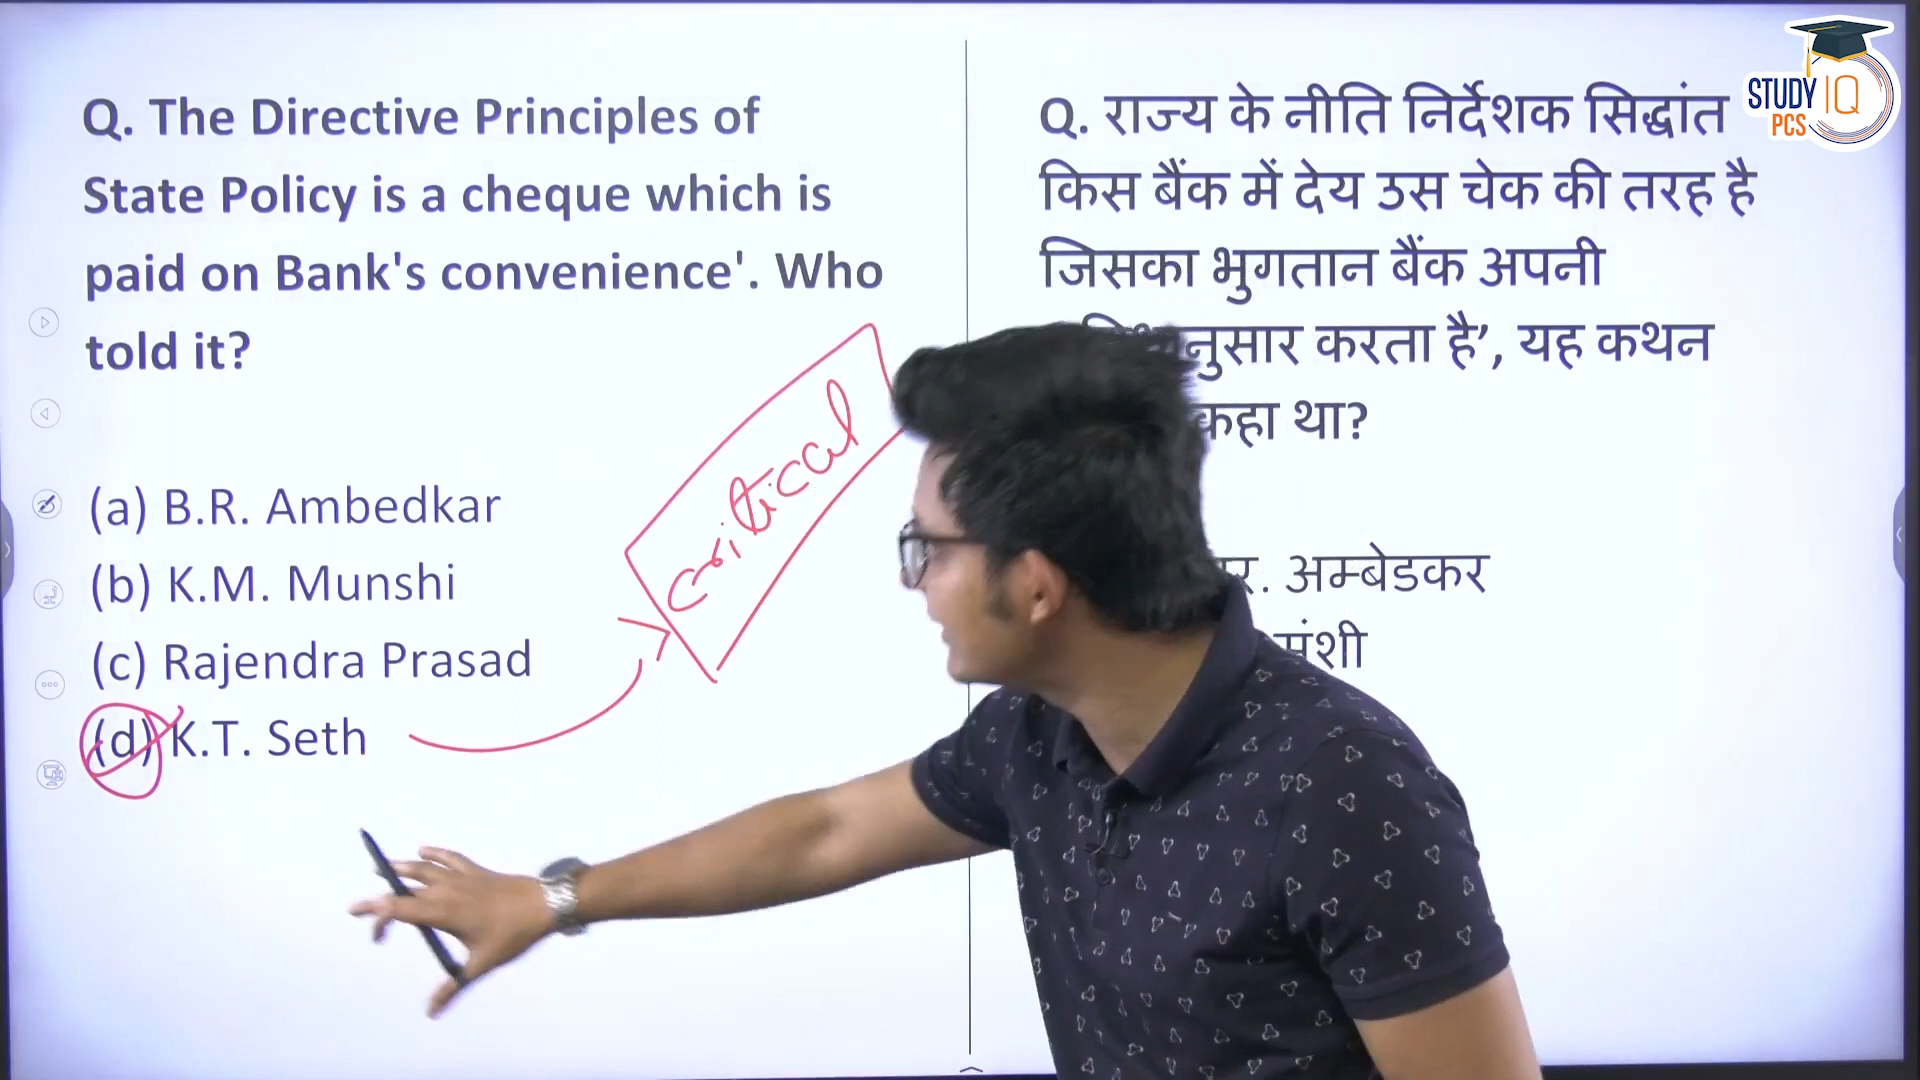 Q. The Directive Principles of
State Policy is a cheque which is
paid on Bank's convenience'. Who
told it?
(a) B.R. Ambedkar
(b) K.M. Munshi
(c) Rajendra Prasad
(d) K.T. Seth
critical
Q. राज्य के नीति निर्देशक सिद्धांत
किस बैंक में देय उस चेक की तरह है
जिसका भुगतान बैंक अपनी
करता है’, यह कथन
कहा था?
अम्बेडकर
मुंशी
STUDY IQ
PCS